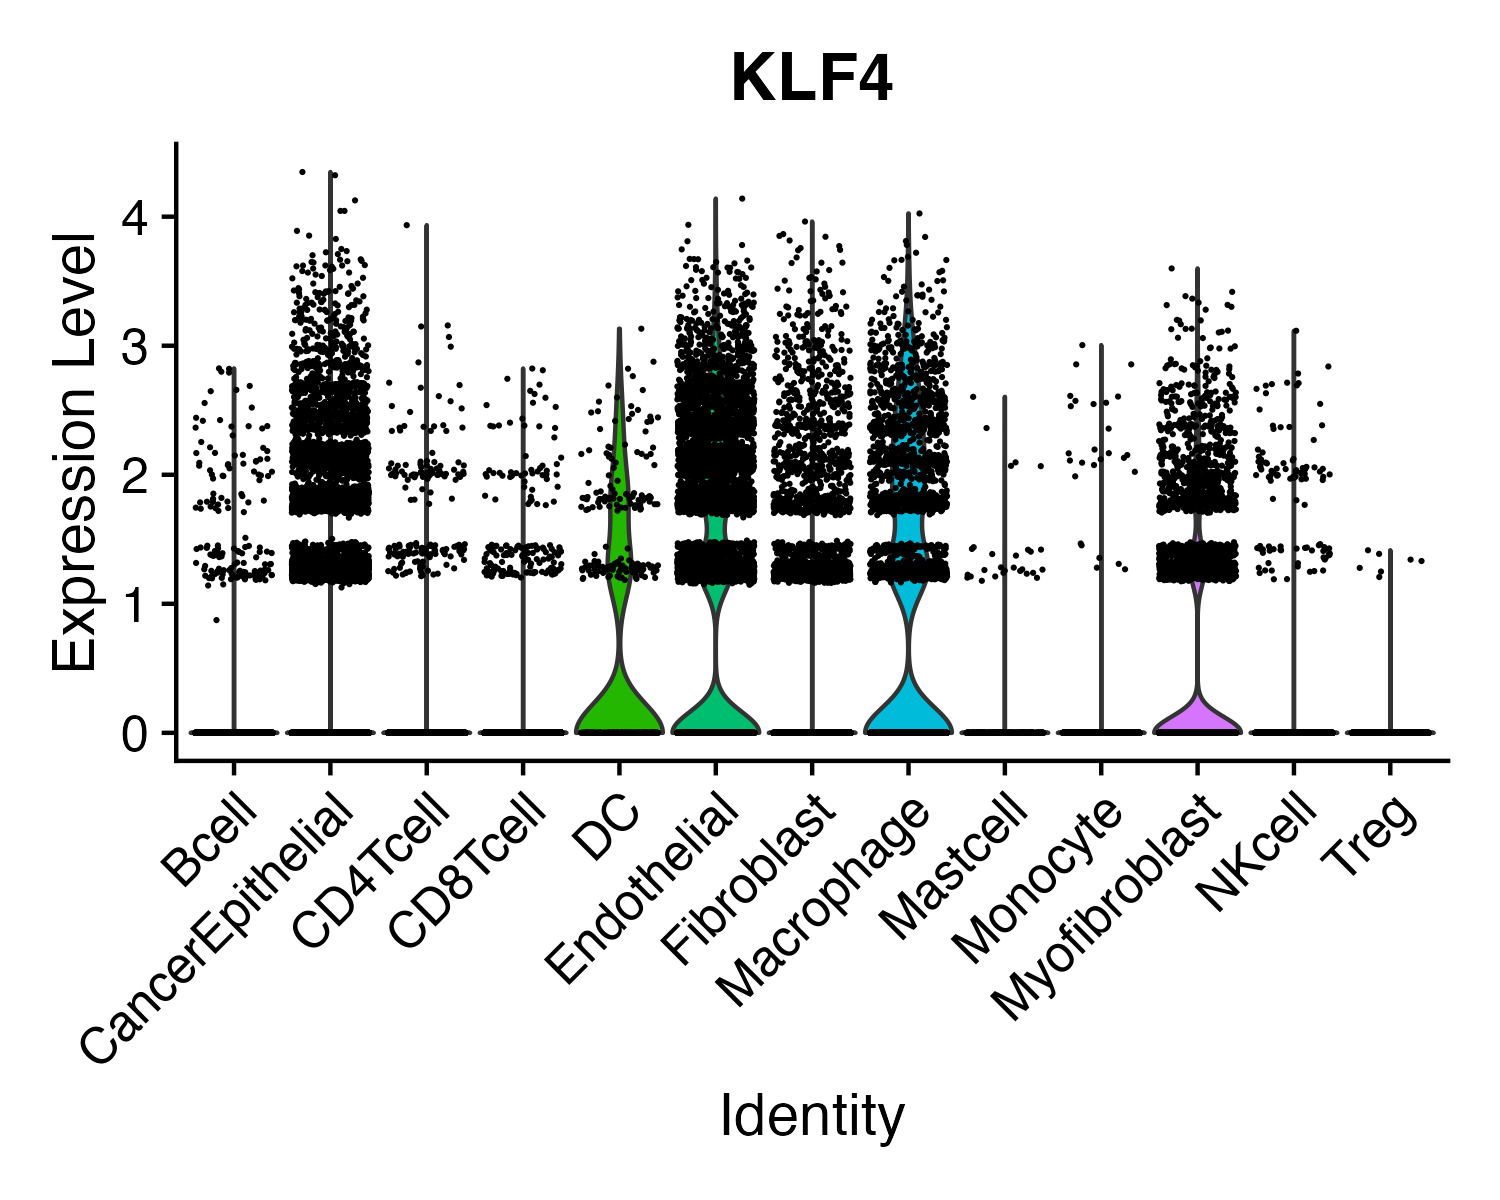 KLF4
Expression Level
4
3
2
1
0
Bcell
CancerEpithelial
CD4Tcell
CD8Tcell
DC
Endothelial
Fibroblast
Macrophage
Mastcell
Monocyte
Myofibroblast
NKcell
Treg
Identity